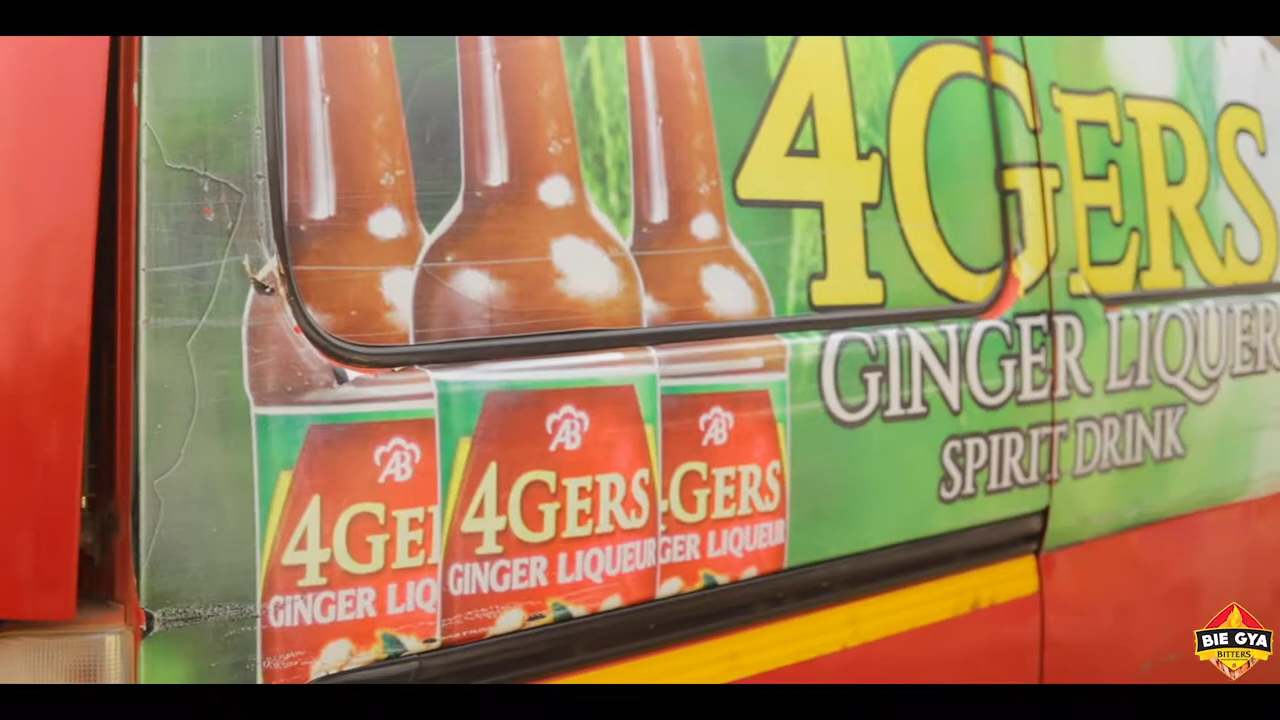 4GERS
GINGER LIQUER
SPIRIT DRINK
AB
4GE
GINGER LIQ
AB
4GERS
GINGER LIQUEUR
AB
GERS
GER LIQUEUR
BIE GYA
BITTERS